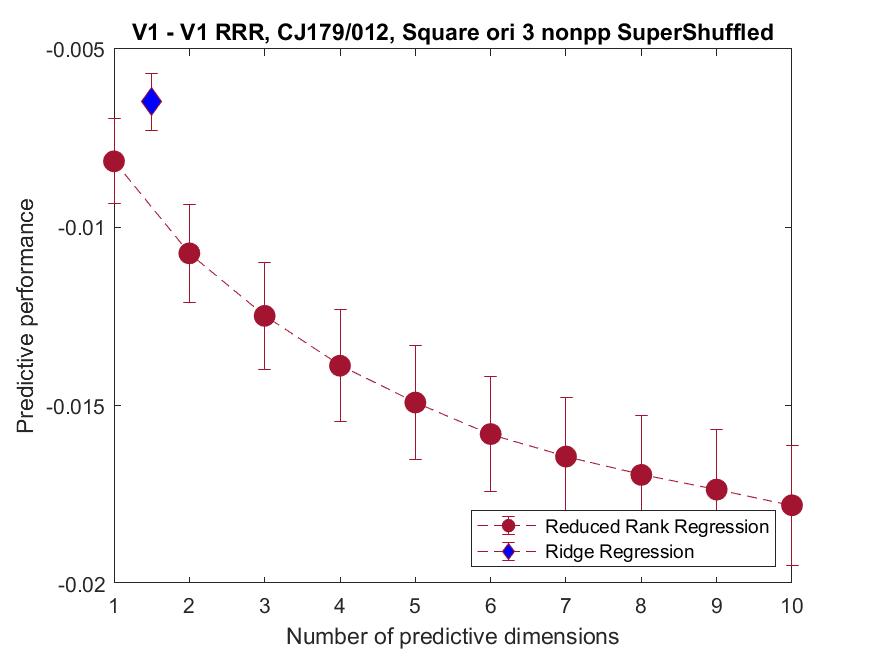 V1 - V1 RRR, CJ179/012, Square ori 3 nonpp SuperShuffled
-0.005
-0.01
-0.015
-0.02
Predictive performance
Reduced Rank Regression
Ridge Regression
1 2 3 4 5 6 7 8 9 10
Number of predictive dimensions